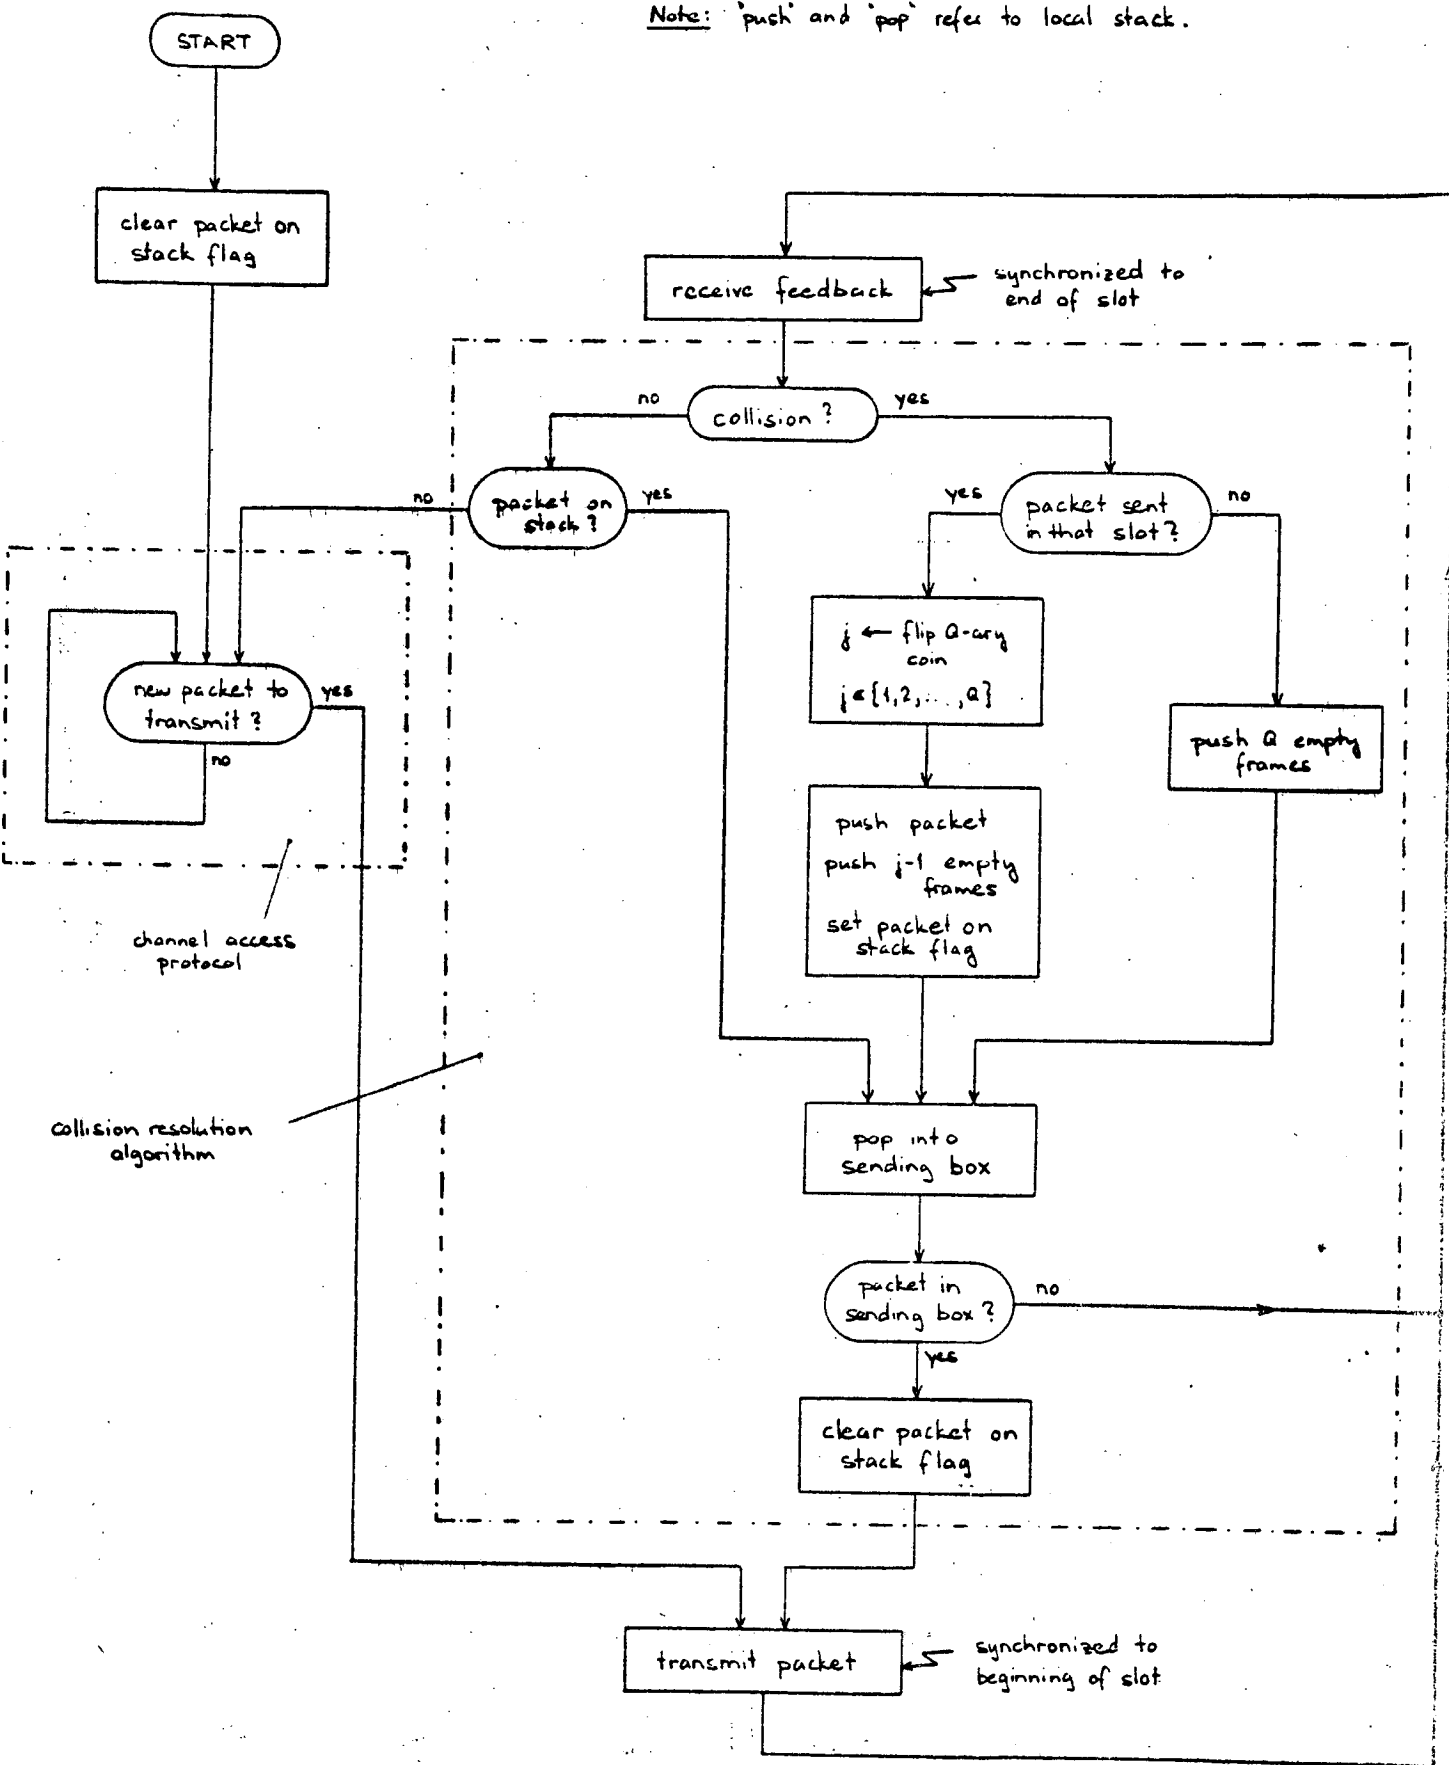 Note: 'push' and 'pop' refer to local stack.
START
clear packet on
stack flag
receive feedback
synchronized to
end of slot
collision?
no
yes
packet on
stack?
no
yes
packet sent
in that slot?
yes
no
j ← flip Q-ary
coin
j ∈ {1,2,...,Q}
push Q empty
frames
new packet to
transmit?
yes
no
push packet
push j-1 empty
frames
set packet on
stack flag
channel access
protocol
collision resolution
algorithm
pop into
sending box
packet in
sending box?
no
yes
clear packet on
stack flag
transmit packet
synchronized to
beginning of slot